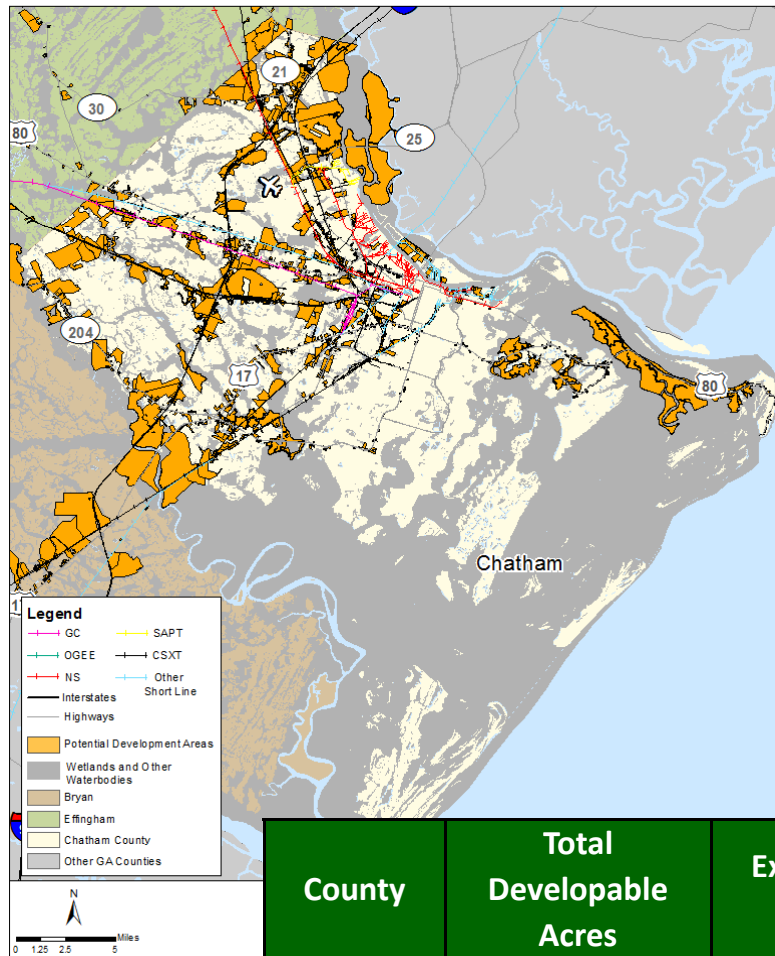 21
30
80
25
204
17
80
Chatham
1
Legend
GC SAPT
OGEE CSXT
NS Other
Short Line
Interstates
Highways
Potential Development Areas
Wetlands and Other
Waterbodies
Bryan
Effingham
Chatham County
Other GA Counties
N
Miles
0 1.25 2.5 5
County
Total
Developable
Acres
Ex